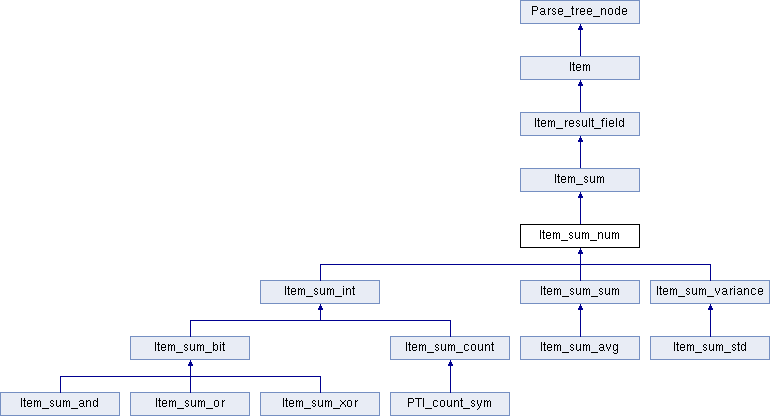 Parse_tree_node
Item
Item_result_field
Item_sum
Item_sum_num
Item_sum_int
Item_sum_sum
Item_sum_variance
Item_sum_bit
Item_sum_count
Item_sum_avg
Item_sum_std
Item_sum_and
Item_sum_or
Item_sum_xor
PTI_count_sym